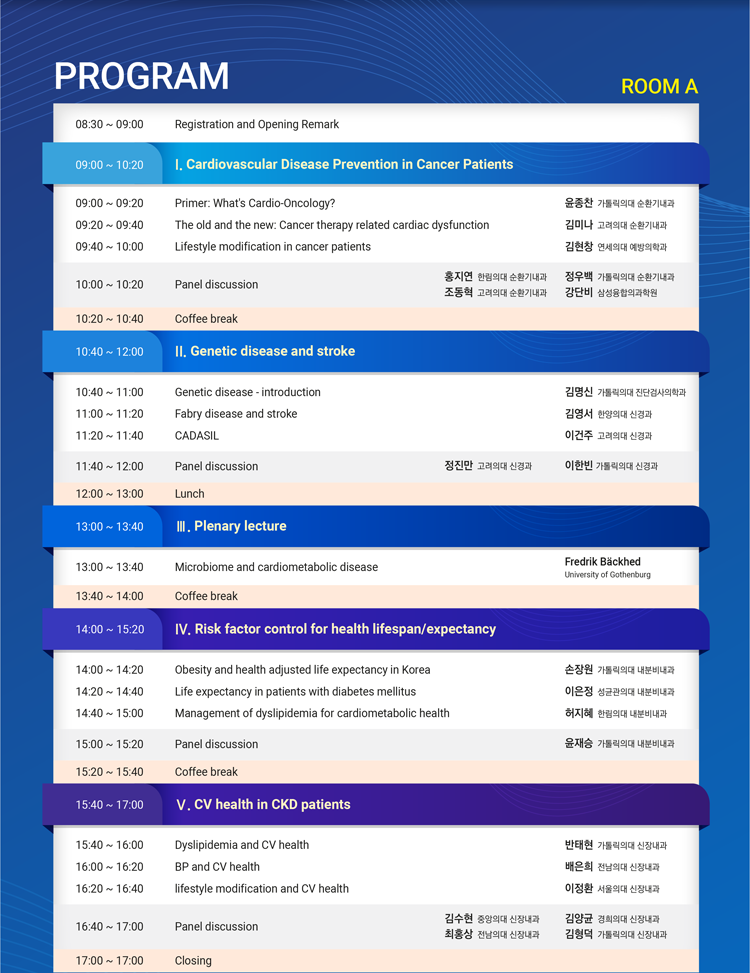 PROGRAM
ROOM A
08:30 ~ 09:00 Registration and Opening Remark
09:00 ~ 10:20 Ⅰ. Cardiovascular Disease Prevention in Cancer Patients
09:00 ~ 09:20 Primer: What's Cardio-Oncology? 윤종찬 가톨릭의대 순환기내과
09:20 ~ 09:40 The old and the new: Cancer therapy related cardiac dysfunction 김미나 고려의대 순환기내과
09:40 ~ 10:00 Lifestyle modification in cancer patients 김현창 연세의대 예방의학과
10:00 ~ 10:20 Panel discussion 홍지연 한림의대 순환기내과 정우백 가톨릭의대 순환기내과
조동혁 고려의대 순환기내과 강단비 삼성융합의과학원
10:20 ~ 10:40 Coffee break
10:40 ~ 12:00 Ⅱ. Genetic disease and stroke
10:40 ~ 11:00 Genetic disease - introduction 김명신 가톨릭의대 진단검사의학과
11:00 ~ 11:20 Fabry disease and stroke 김영서 한양의대 신경과
11:20 ~ 11:40 CADASIL 이건주 고려의대 신경과
11:40 ~ 12:00 Panel discussion 정진만 고려의대 신경과 이한빈 가톨릭의대 신경과
12:00 ~ 13:00 Lunch
13:00 ~ 13:40 Ⅲ. Plenary lecture
13:00 ~ 13:40 Microbiome and cardiometabolic disease Fredrik Bäckhed
University of Gothenburg
13:40 ~ 14:00 Coffee break
14:00 ~ 15:20 Ⅳ. Risk factor control for health lifespan/expectancy
14:00 ~ 14:20 Obesity and health adjusted life expectancy in Korea 손장원 가톨릭의대 내분비내과
14:20 ~ 14:40 Life expectancy in patients with diabetes mellitus 이은정 성균관의대 내분비내과
14:40 ~ 15:00 Management of dyslipidemia for cardiometabolic health 허지혜 한림의대 내분비내과
15:00 ~ 15:20 Panel discussion 윤재승 가톨릭의대 내분비내과
15:20 ~ 15:40 Coffee break
15:40 ~ 17:00 Ⅴ. CV health in CKD patients
15:40 ~ 16:00 Dyslipidemia and CV health 반태현 가톨릭의대 신장내과
16:00 ~ 16:20 BP and CV health 배은희 전남의대 신장내과
16:20 ~ 16:40 lifestyle modification and CV health 이정환 서울의대 신장내과
16:40 ~ 17:00 Panel discussion 김수현 중앙의대 신장내과 김양균 경희의대 신장내과
최홍상 전남의대 신장내과 김형덕 가톨릭의대 신장내과
17:00 ~ 17:00 Closing